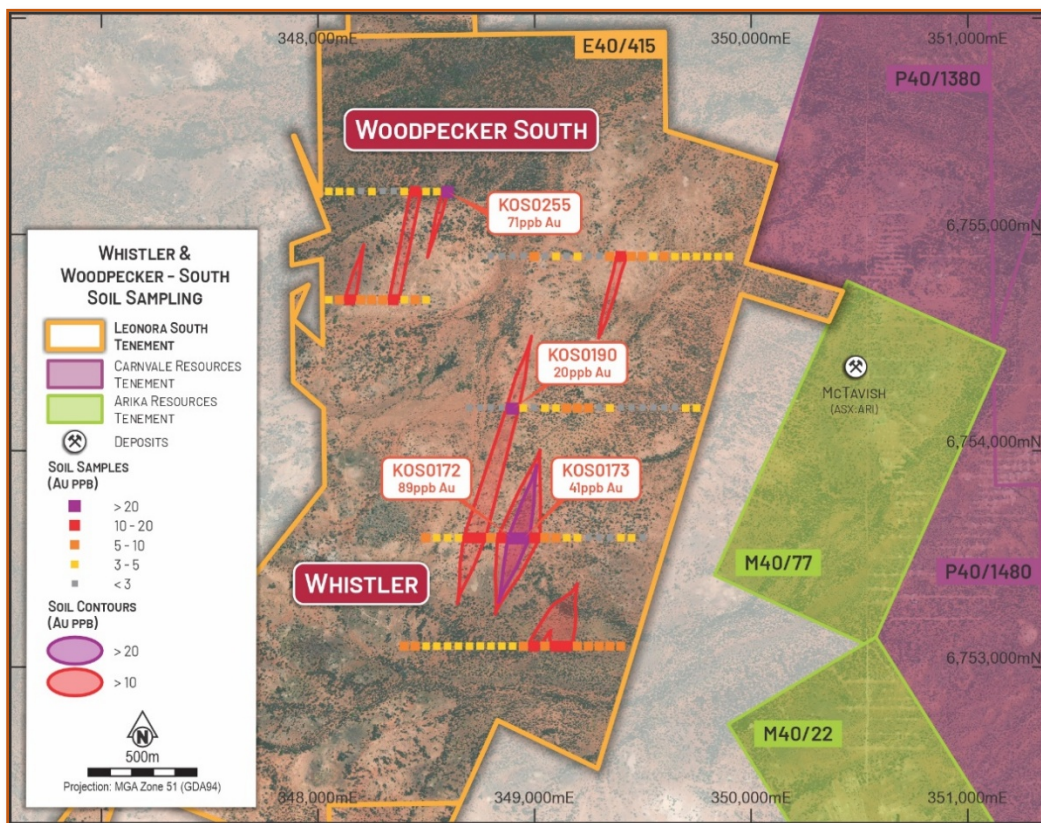 348,000mE
350,000mE
351,000mE
E40/415
P40/1380
WOODPECKER SOUTH
KOS0255
71ppb Au
6,755,000mN
WHISTLER &
WOODPECKER - SOUTH
SOIL SAMPLING
LEONORA SOUTH
TENEMENT
CARNVALE RESOURCES
TENEMENT
ARIKA RESOURCES
TENEMENT
DEPOSITS
SOIL SAMPLES
(AU PPB)
> 20
10 - 20
5 - 10
3 - 5
< 3
SOIL CONTOURS
(AU PPB)
> 20
> 10
N
500m
Projection: MGA Zone 51 (GDA94)
KOS0190
20ppb Au
MCTAVISH
(ASX:ARI)
6,754,000mN
KOS0172
89ppb Au
KOS0173
41ppb Au
M40/77
P40/1480
WHISTLER
6,753,000mN
M40/22
348,000mE
349,000mE
350,000mE
351,000mE